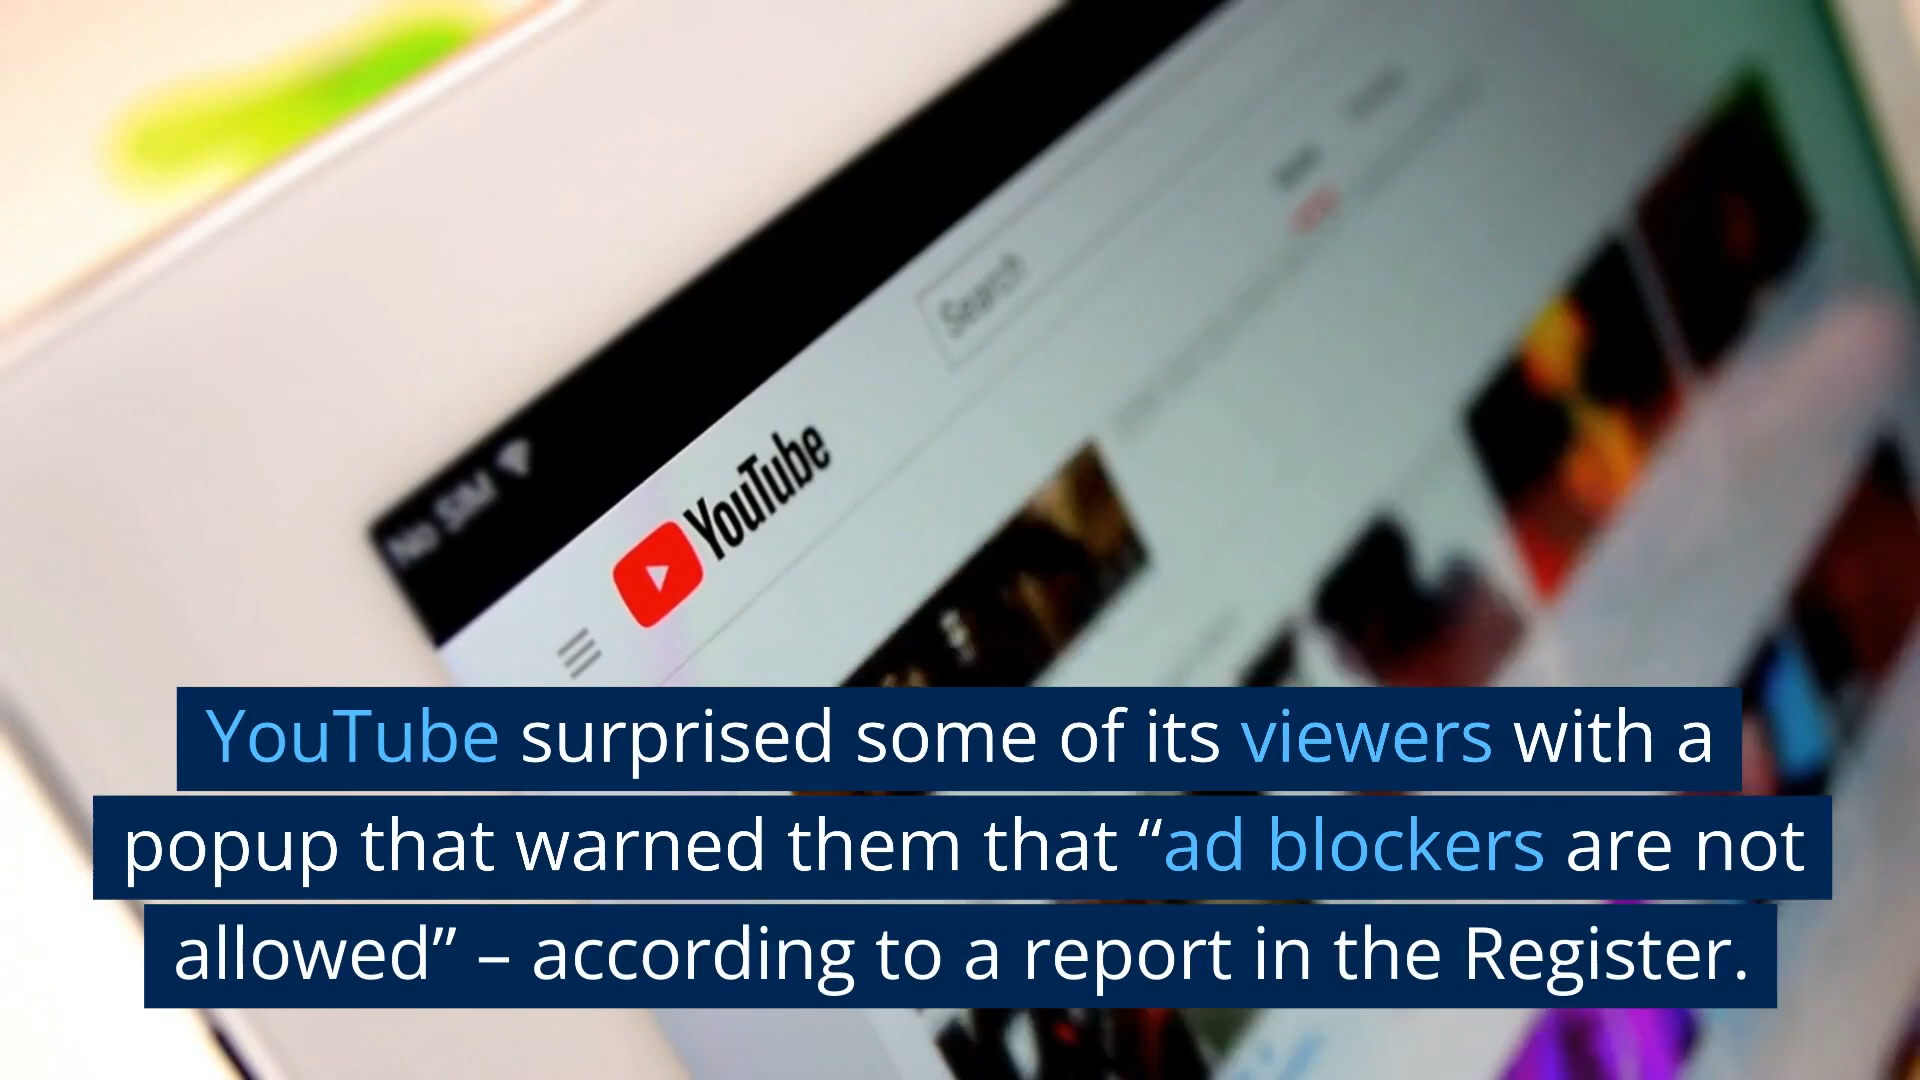 Search
YouTube
No SIM
YouTube surprised some of its viewers with a
popup that warned them that “ad blockers are not
allowed” – according to a report in the Register.